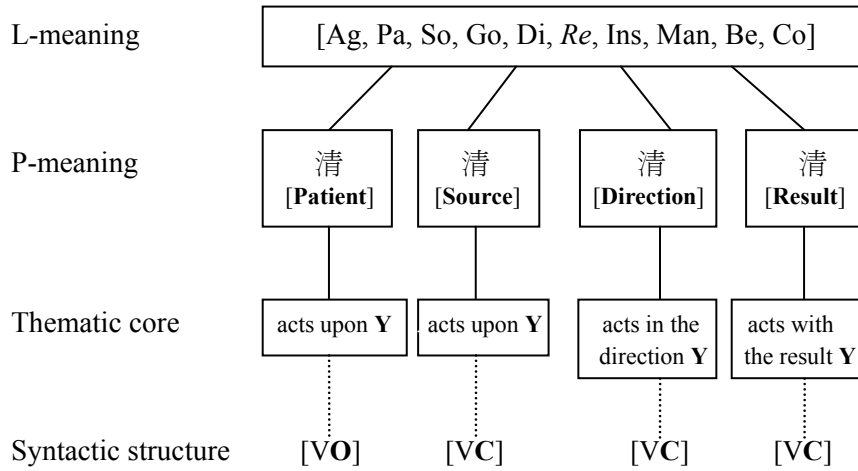 L-meaning [Ag, Pa, So, Go, Di, Re, Ins, Man, Be, Co]
P-meaning
清 清 清 清
[Patient] [Source] [Direction] [Result]
Thematic core
acts upon Y
acts upon Y
acts in the
direction Y
acts with
the result Y
Syntactic structure [VO] [VC] [VC] [VC]